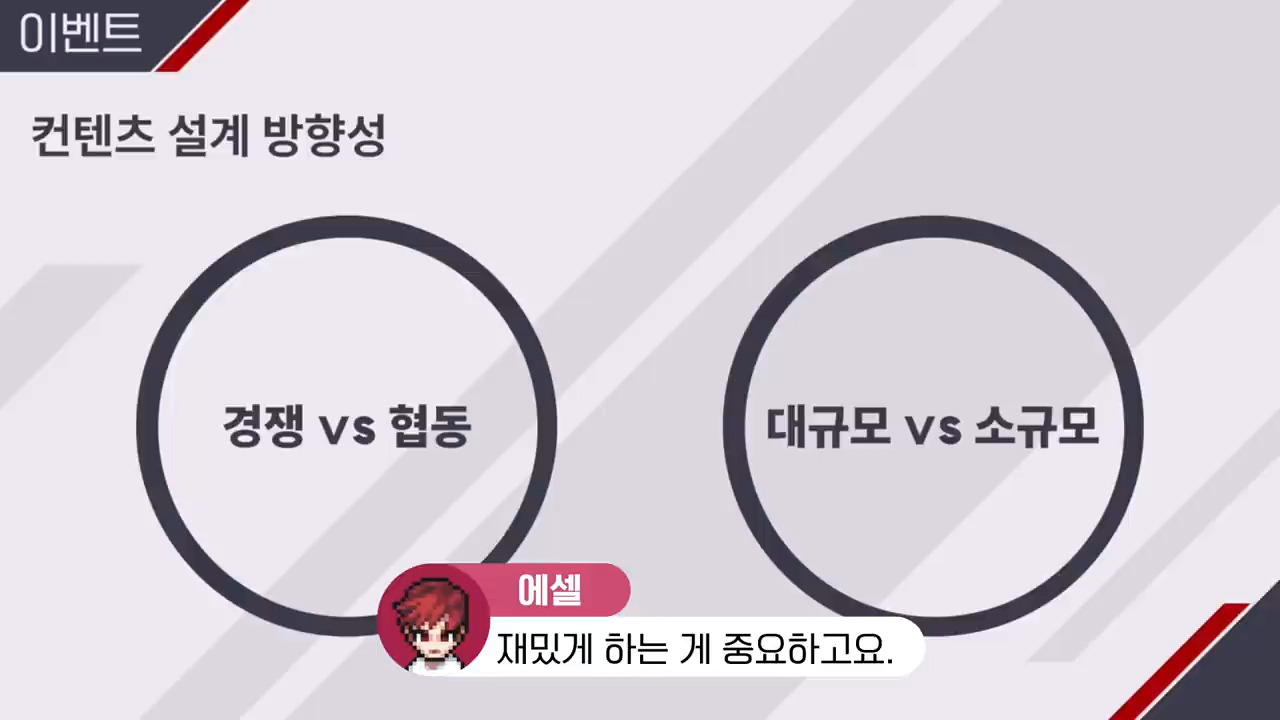 이벤트
컨텐츠 설계 방향성
경쟁 vs 협동
대규모 vs 소규모
에셀
재밌게 하는 게 중요하고요.